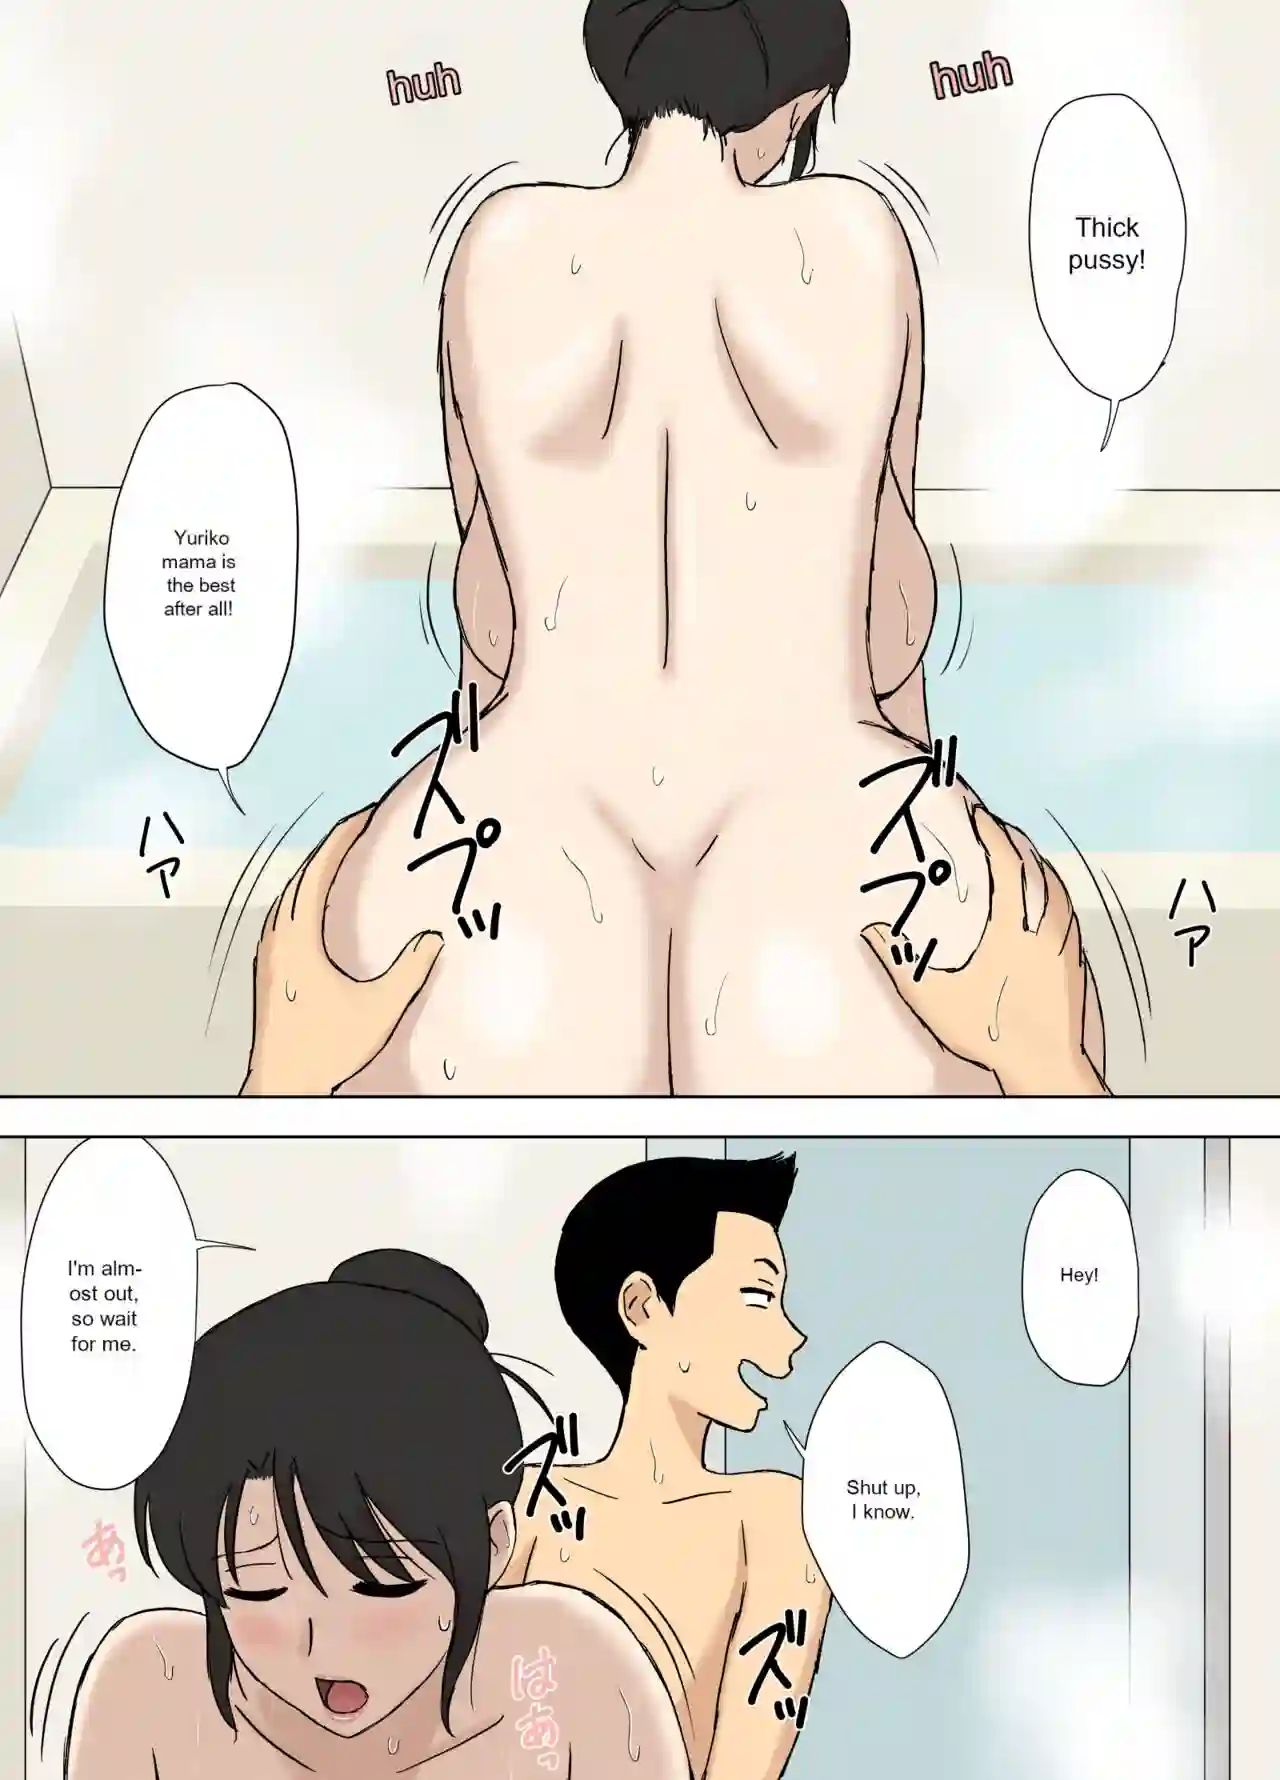 huh
huh
Thick
pussy!
Yuriko
mama is
the best
after all!
ズプッ
ズプッ
ハァ
ハァ
Hey!
I'm alm-
ost out,
so wait
for me.
Shut up,
I know.
ズッ
あっ
ズッ
はあっ